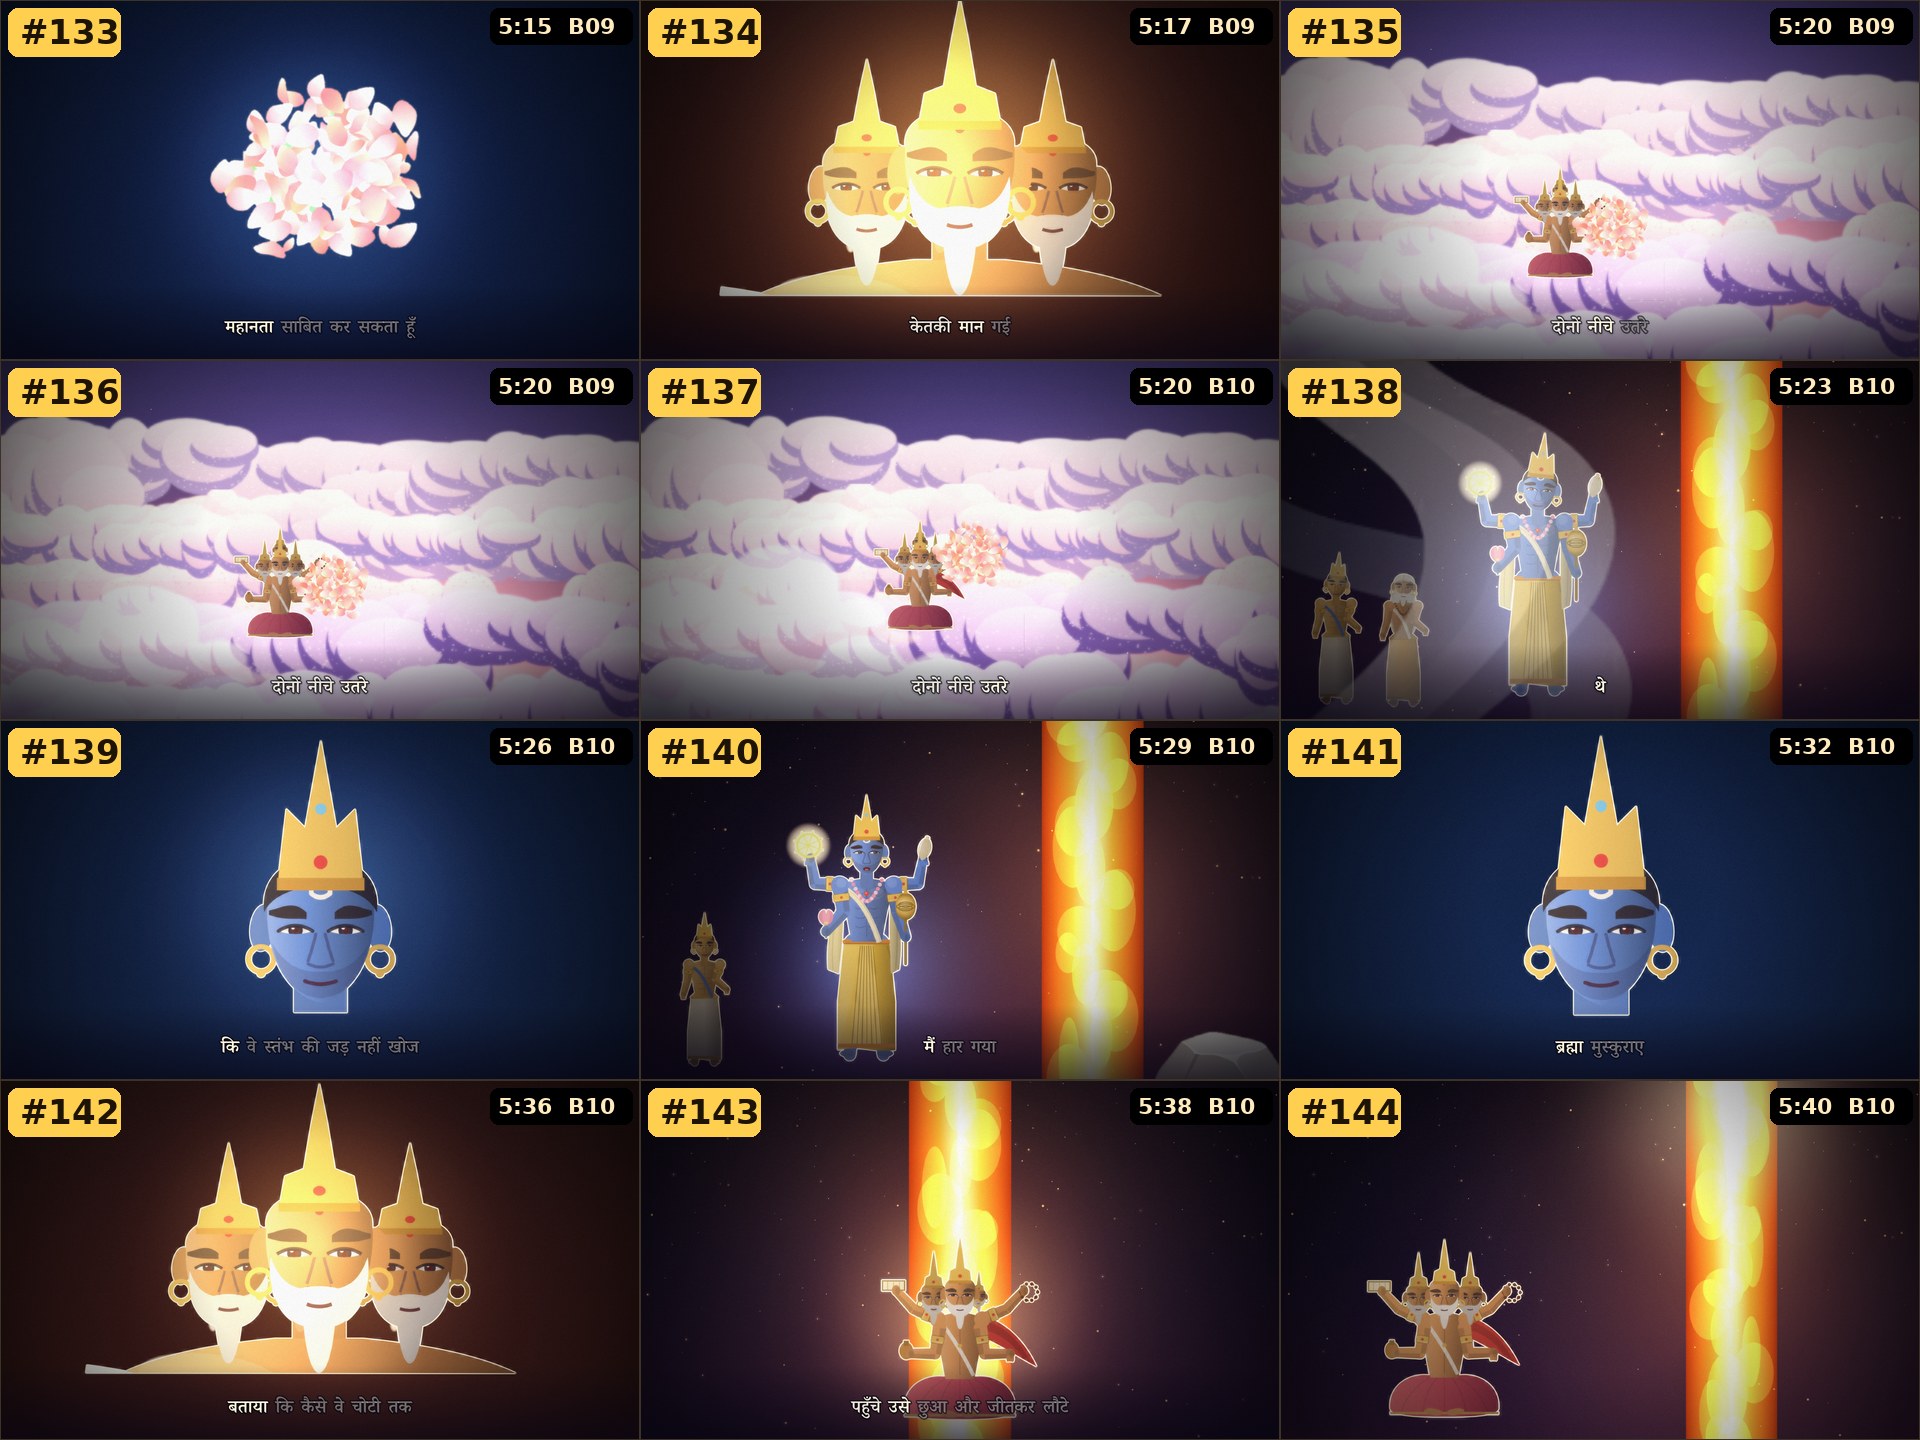 #133
5:15 B09
महानता साबित कर सकता हूँ
#134
5:17 B09
केतकी मान गई
#135
5:20 B09
दोनों नीचे उतरे
#136
5:20 B09
दोनों नीचे उतरे
#137
5:20 B10
दोनों नीचे उतरे
#138
5:23 B10
थे
#139
5:26 B10
कि वे स्तंभ की जड़ नहीं खोज
#140
5:29 B10
मैं हार गया
#141
5:32 B10
ब्रह्मा मुस्कुराए
#142
5:36 B10
बताया कि कैसे वे चोटी तक
#143
5:38 B10
पहुँचे उसे छुआ और जीतकर लौटे
#144
5:40 B10